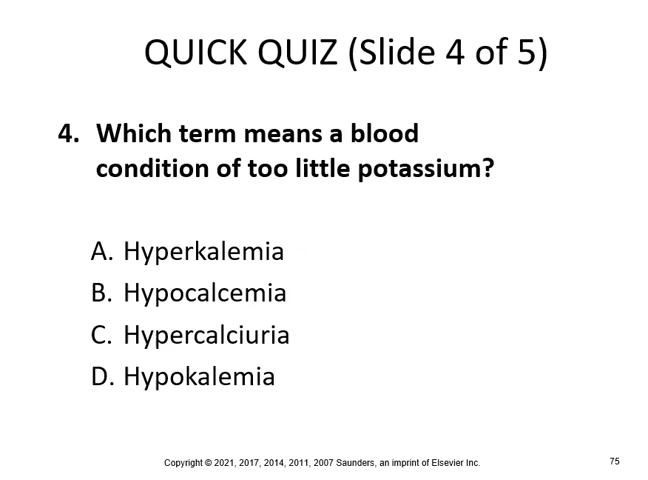 QUICK QUIZ (Slide 4 of 5)
4. Which term means a blood
condition of too little potassium?
A. Hyperkalemia
B. Hypocalcemia
C. Hypercalciuria
D. Hypokalemia
Copyright © 2021, 2017, 2014, 2011, 2007 Saunders, an imprint of Elsevier Inc.
75